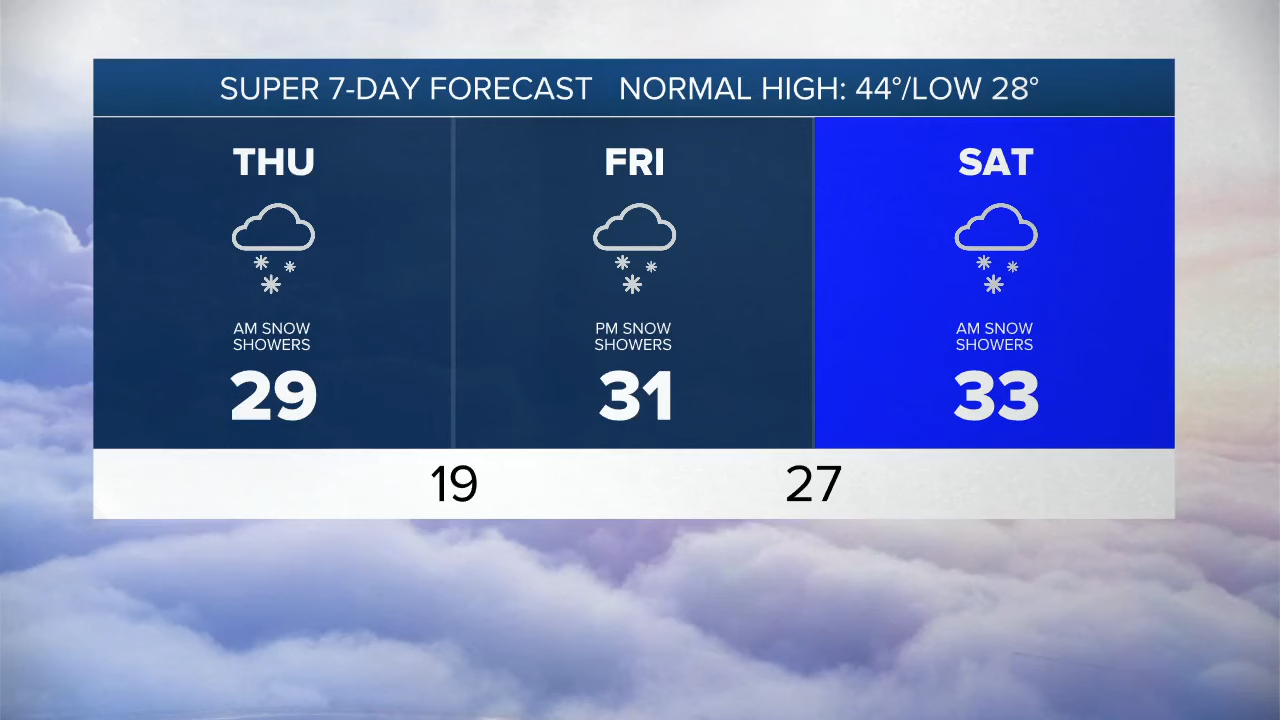 SUPER 7-DAY FORECAST NORMAL HIGH: 44°/LOW 28°
THU
AM SNOW
SHOWERS
29
FRI
PM SNOW
SHOWERS
31
SAT
AM SNOW
SHOWERS
33
19
27